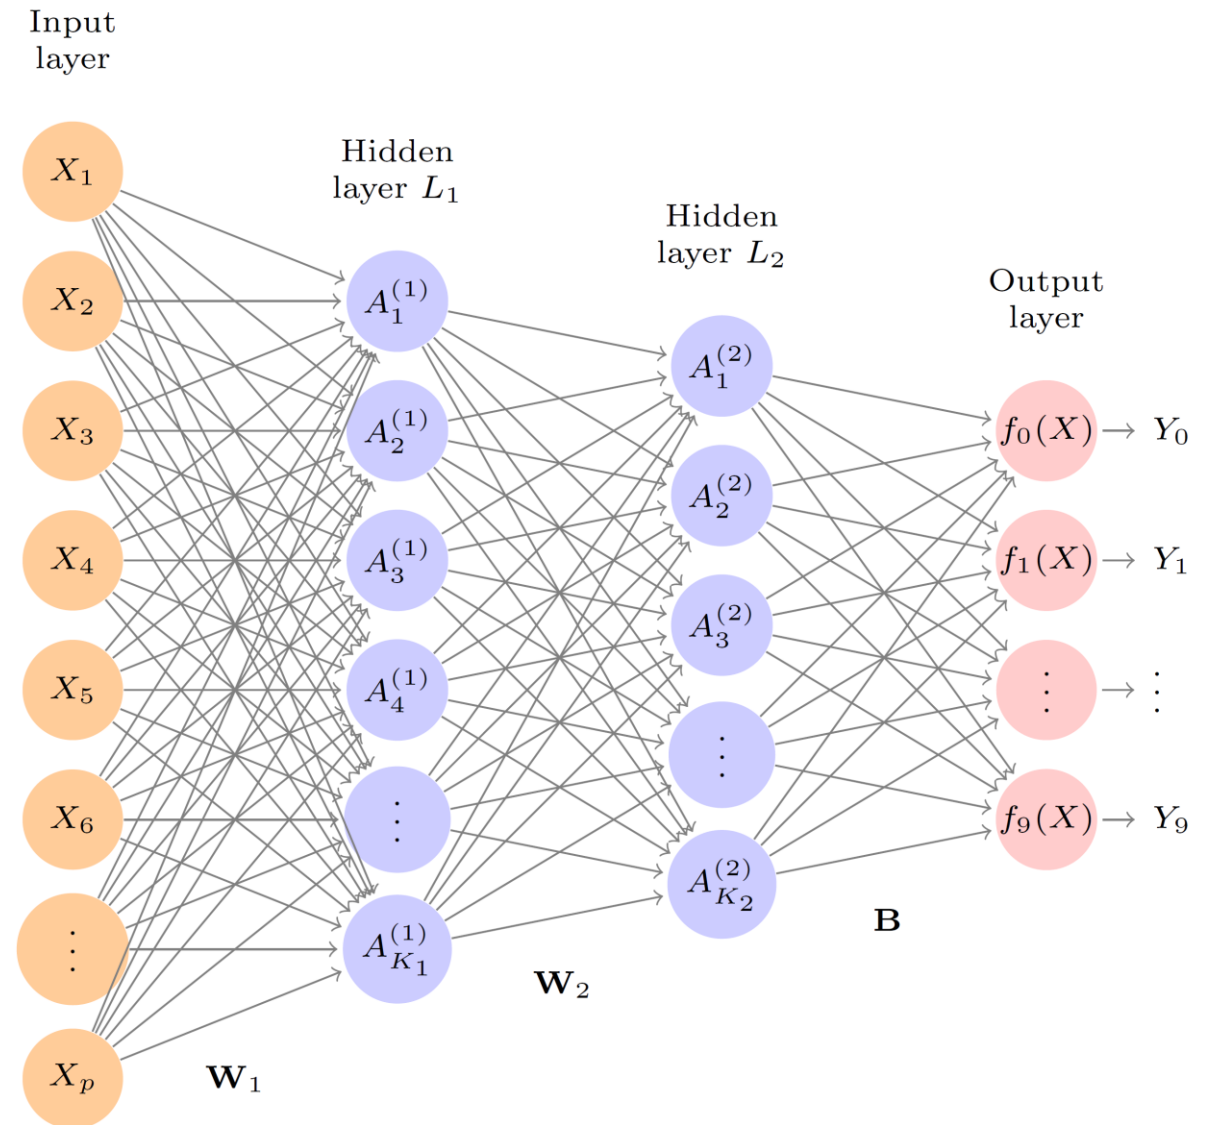 Input
layer
Hidden
layer L₁
Hidden
layer L₂
Output
layer
X₁
X₂
X₃
X₄
X₅
X₆
⋮
Xₚ
A₁⁽¹⁾
A₂⁽¹⁾
A₃⁽¹⁾
A₄⁽¹⁾
⋮
A_{K₁}⁽¹⁾
A₁⁽²⁾
A₂⁽²⁾
A₃⁽²⁾
⋮
A_{K₂}⁽²⁾
f₀(X) → Y₀
f₁(X) → Y₁
⋮ → ⋮
f₉(X) → Y₉
W₁
W₂
B